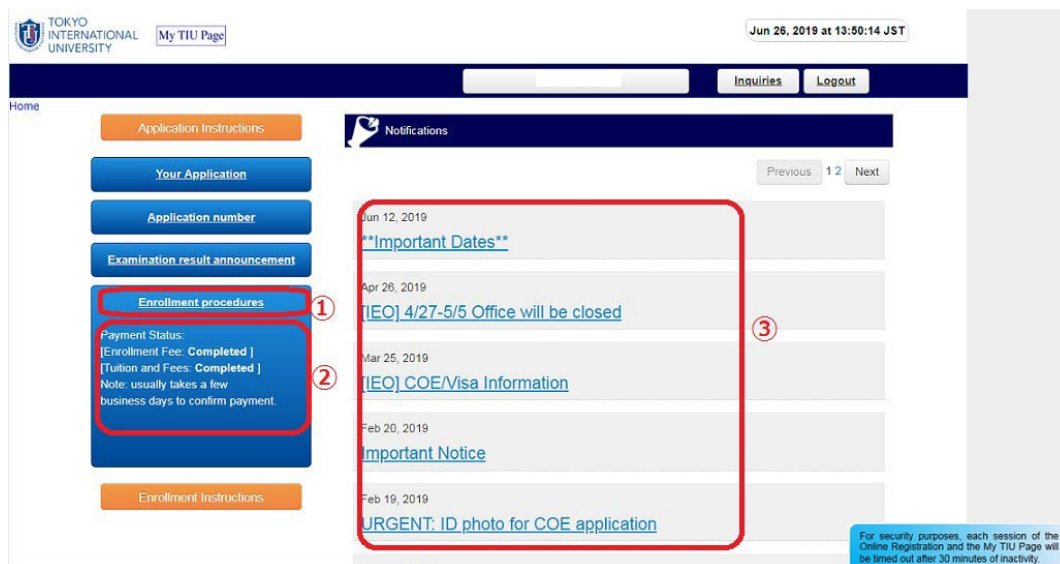 TOKYO
INTERNATIONAL
UNIVERSITY
My TIU Page
Jun 26, 2019 at 13:50:14 JST
Inquiries
Logout
Home
Application Instructions
Your Application
Application number
Examination result announcement
Enrollment procedures
①
Payment Status:
[Enrollment Fee: Completed ]
[Tuition and Fees: Completed ]
Note: usually takes a few
business days to confirm payment.
②
Enrollment Instructions
Notifications
Previous 1 2 Next
Jun 12, 2019
**Important Dates**
Apr 26, 2019
[IEO] 4/27-5/5 Office will be closed
③
Mar 25, 2019
[IEO] COE/Visa Information
Feb 20, 2019
Important Notice
Feb 19, 2019
URGENT: ID photo for COE application
For security purposes, each session of the
Online Registration and the My TIU Page will
be timed out after 30 minutes of inactivity.